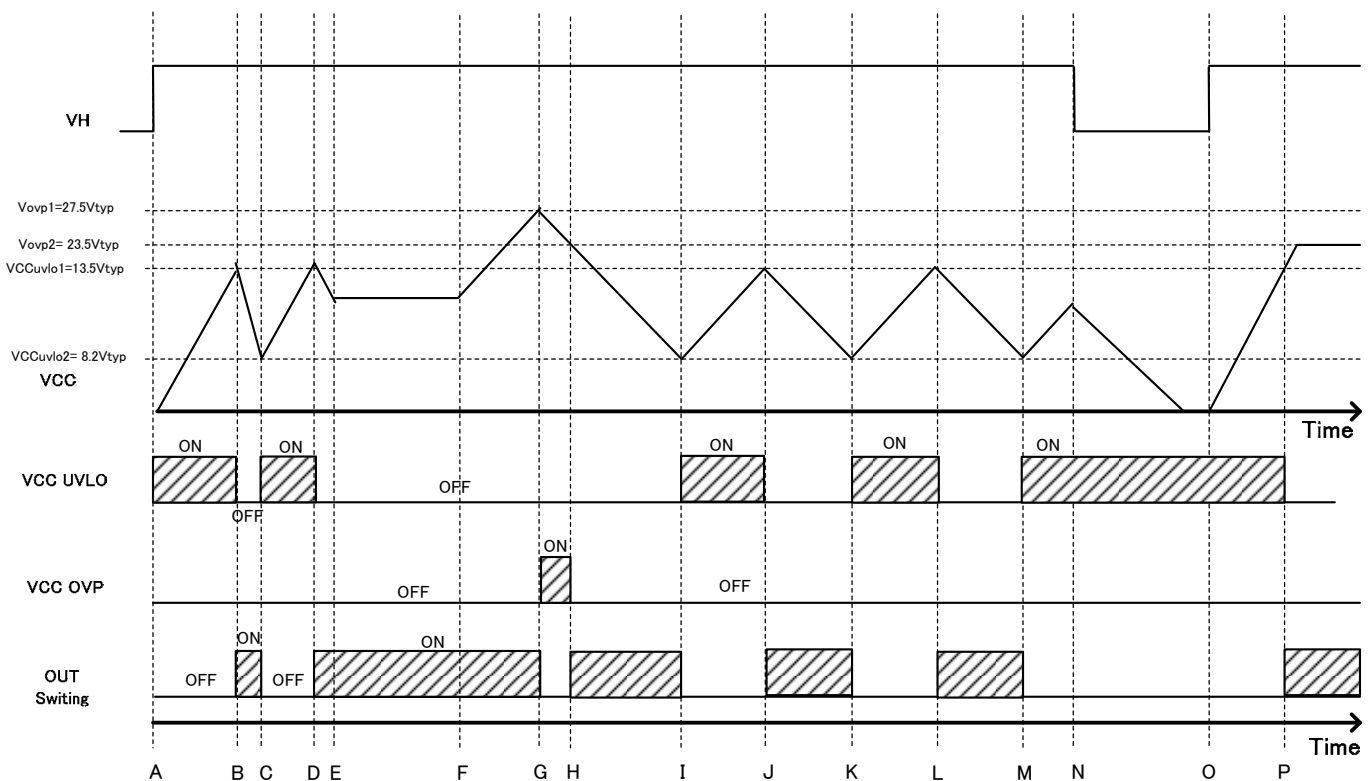 VH
Vovp1=27.5Vtyp
Vovp2= 23.5Vtyp
VCCuvlo1=13.5Vtyp
VCCuvlo2= 8.2Vtyp
VCC
Time
ON
ON
ON
ON
ON
VCC UVLO
OFF
OFF
ON
VCC OVP
OFF
OFF
ON
ON
OUT
Switing
OFF
OFF
Time
A B C D E F G H I J K L M N O P